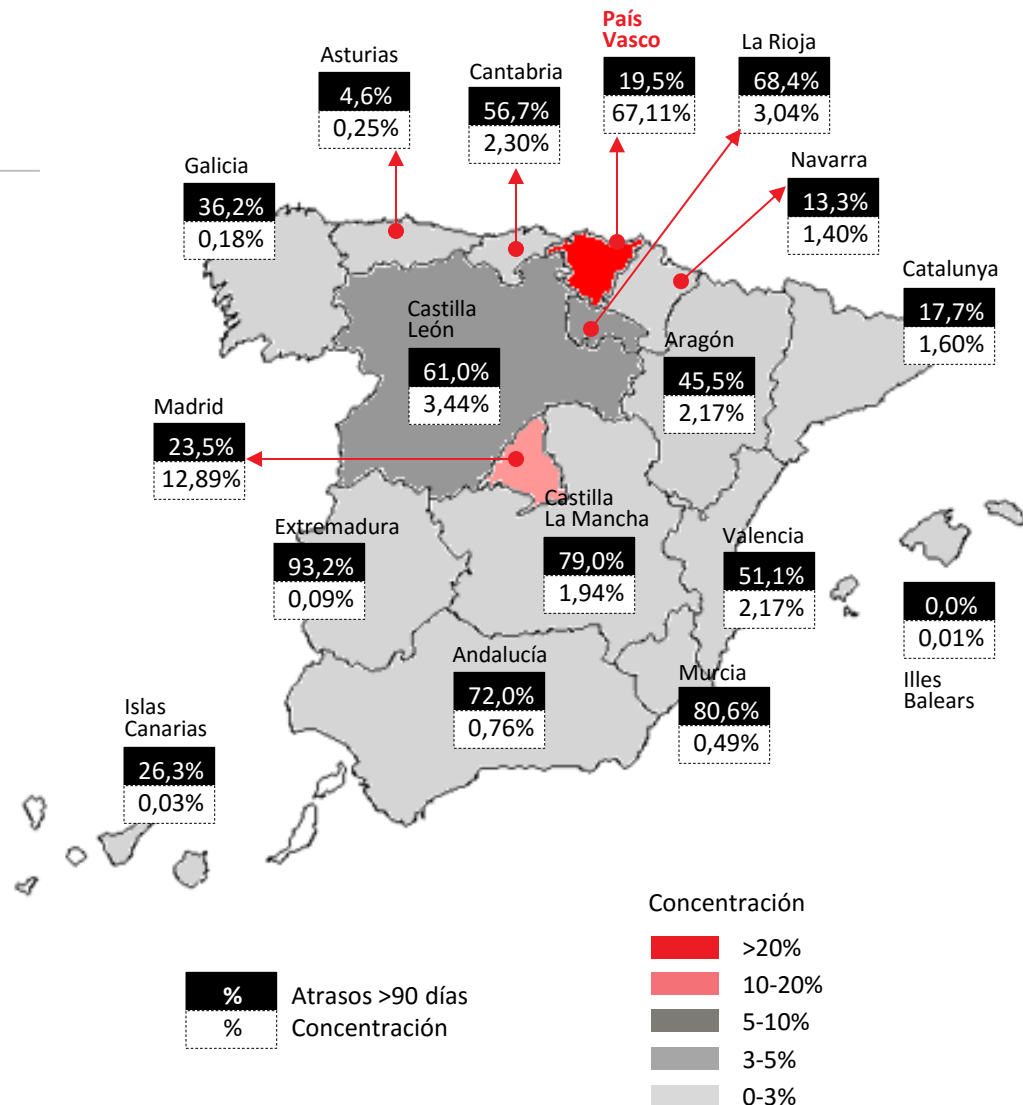 País
Vasco
19,5%
67,11%
La Rioja
68,4%
3,04%
Asturias
4,6%
0,25%
Cantabria
56,7%
2,30%
Navarra
13,3%
1,40%
Galicia
36,2%
0,18%
Catalunya
17,7%
1,60%
Castilla
León
61,0%
3,44%
Aragón
45,5%
2,17%
Madrid
23,5%
12,89%
Castilla
La Mancha
79,0%
1,94%
Extremadura
93,2%
0,09%
Valencia
51,1%
2,17%
0,0%
0,01%
Illes
Balears
Andalucía
72,0%
0,76%
Murcia
80,6%
0,49%
Islas
Canarias
26,3%
0,03%
Concentración
>20%
10-20%
5-10%
3-5%
0-3%
% Atrasos >90 días
% Concentración